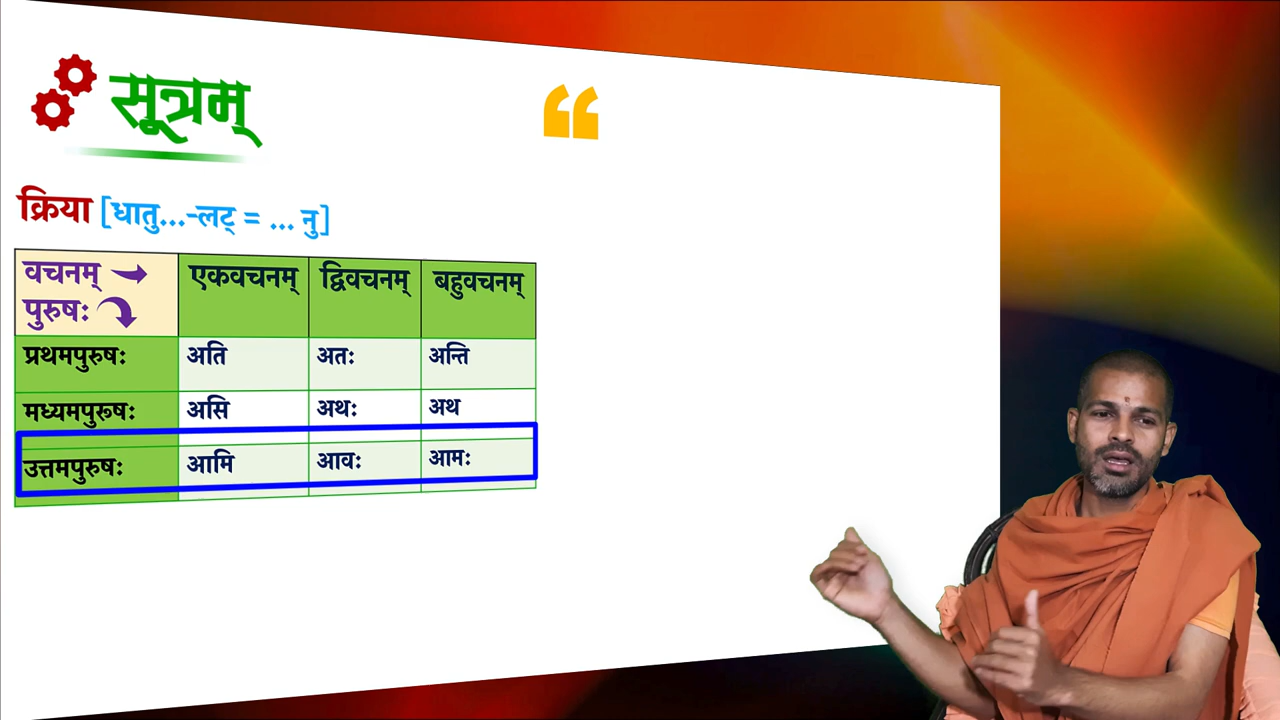 सूत्रम्
“
क्रिया [धातु...-लट् = ... नु]
वचनम् → एकवचनम् द्विवचनम् बहुवचनम्
पुरुषः
प्रथमपुरुषः अति अतः अन्ति
मध्यमपुरूषः असि अथः अथ
उत्तमपुरुषः आमि आवः आमः